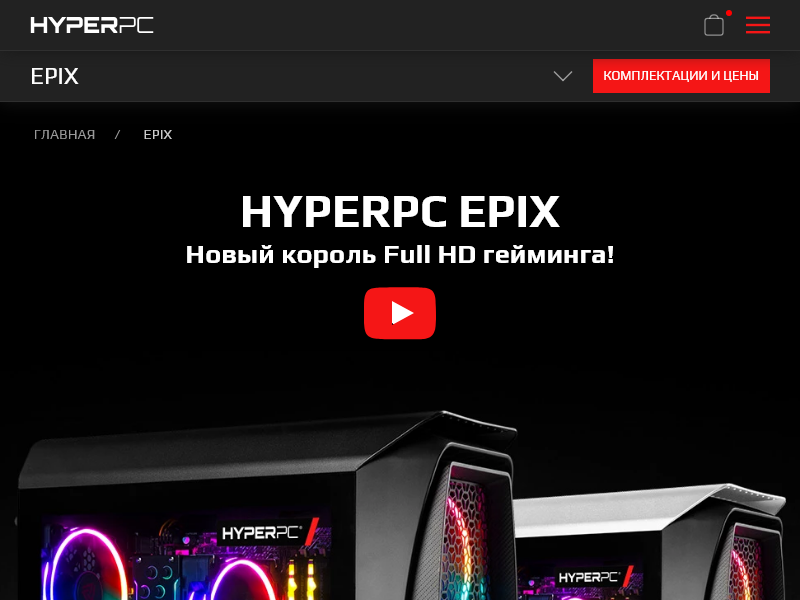 HYPERPC
EPIX
КОМПЛЕКТАЦИИ И ЦЕНЫ
ГЛАВНАЯ / EPIX
HYPERPC EPIX
Новый король Full HD гейминга!
HYPERPC
HYPERPC